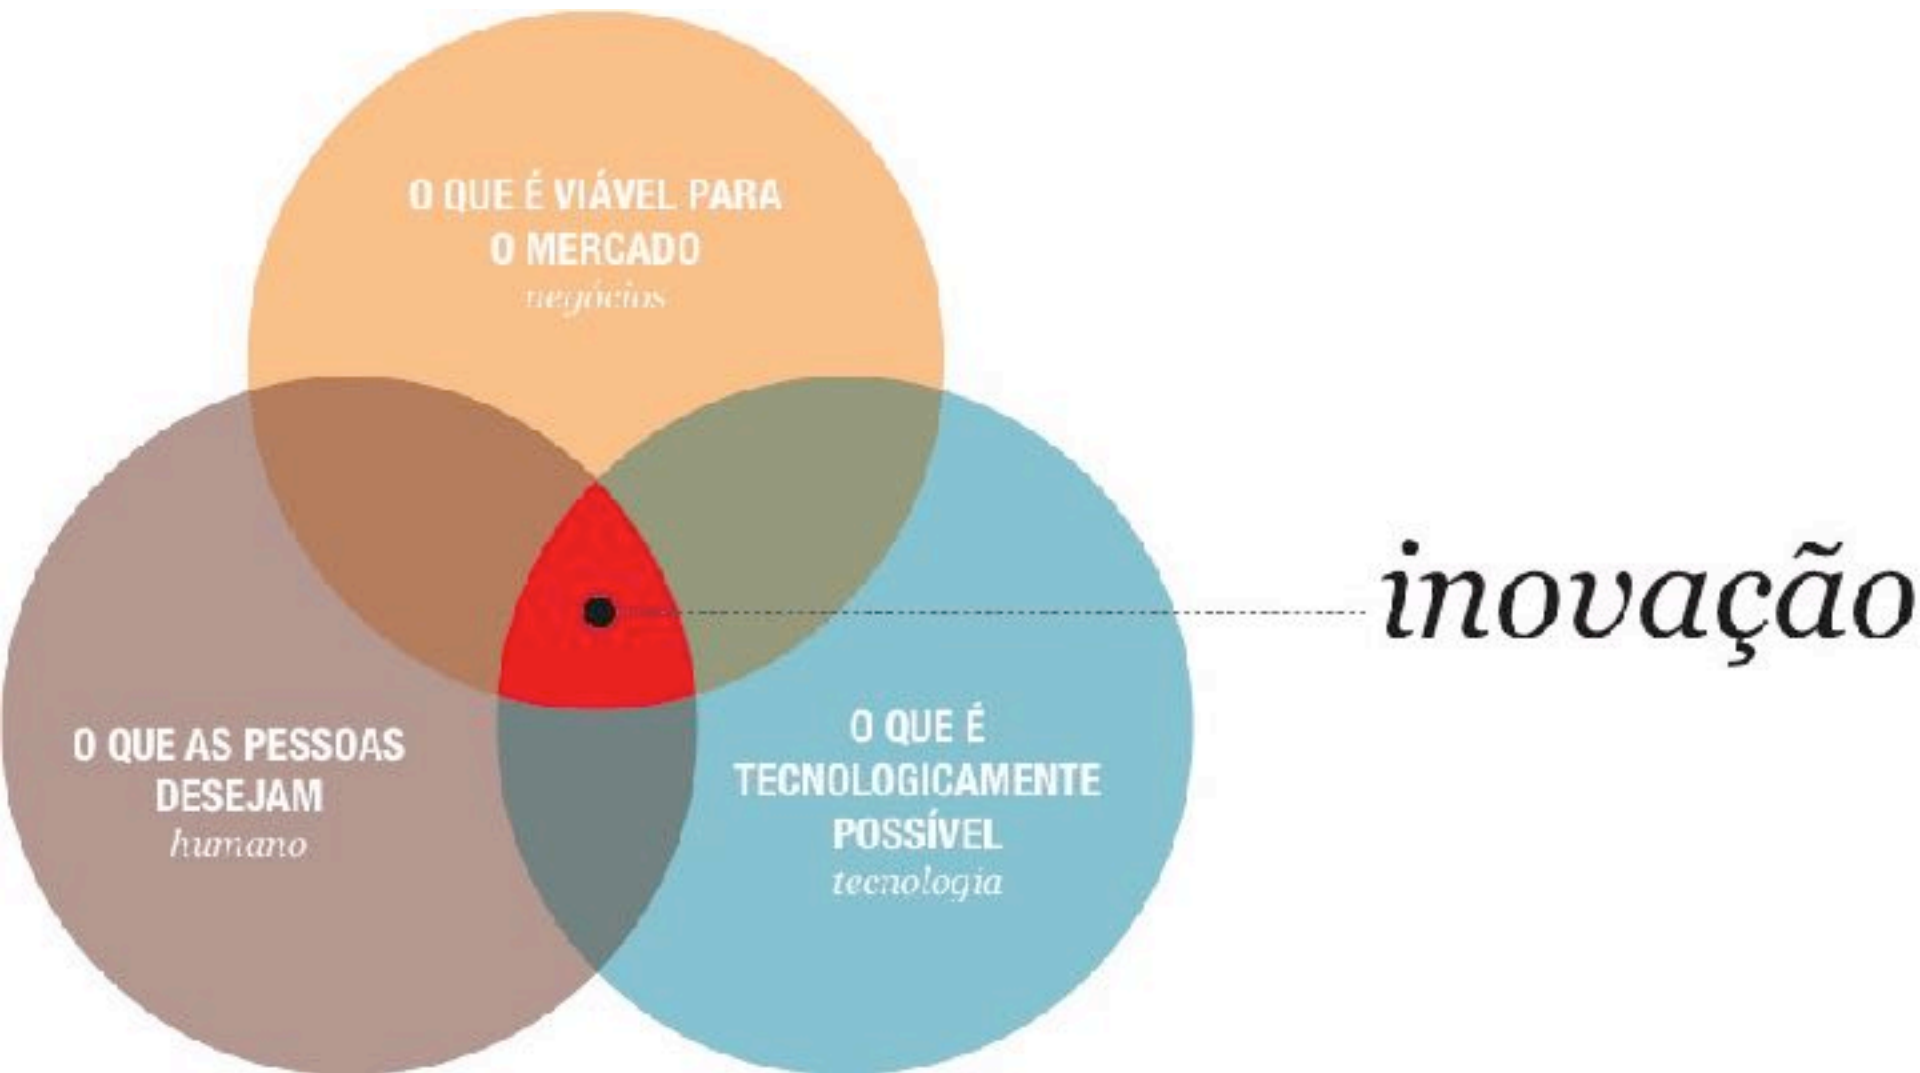 O QUE É VIÁVEL PARA
O MERCADO
negócios
inovação
O QUE AS PESSOAS
DESEJAM
humano
O QUE É
TECNOLOGICAMENTE
POSSÍVEL
tecnologia